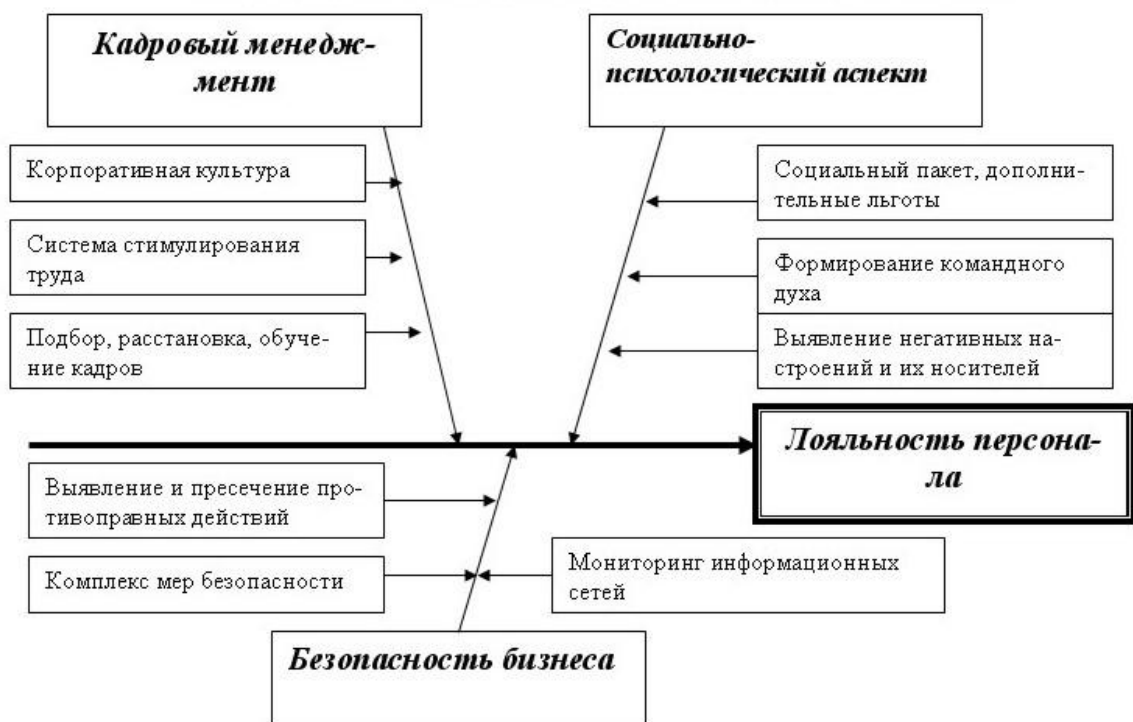 Кадровый менедж-
мент
Социально-
психологический аспект
Корпоративная культура
Система стимулирования
труда
Подбор, расстановка, обуче-
ние кадров
Социальный пакет, дополни-
тельные льготы
Формирование командного
духа
Выявление негативных на-
строений и их носителей
Лояльность персона-
ла
Выявление и пресечение про-
тивоправных действий
Комплекс мер безопасности
Мониторинг информационных
сетей
Безопасность бизнеса